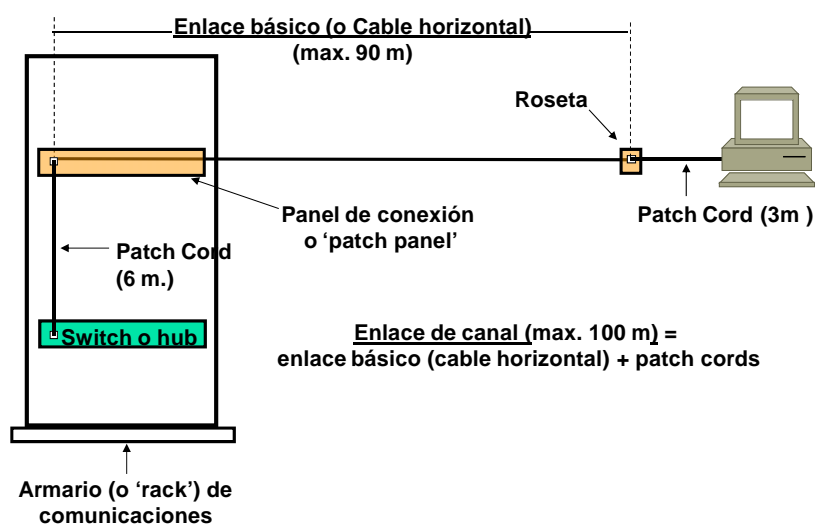 Enlace básico (o Cable horizontal)
(max. 90 m)
Roseta
Panel de conexión
o ‘patch panel’
Patch Cord (3m )
Patch Cord
(6 m.)
Switch o hub
Enlace de canal (max. 100 m) =
enlace básico (cable horizontal) + patch cords
Armario (o ‘rack’) de
comunicaciones